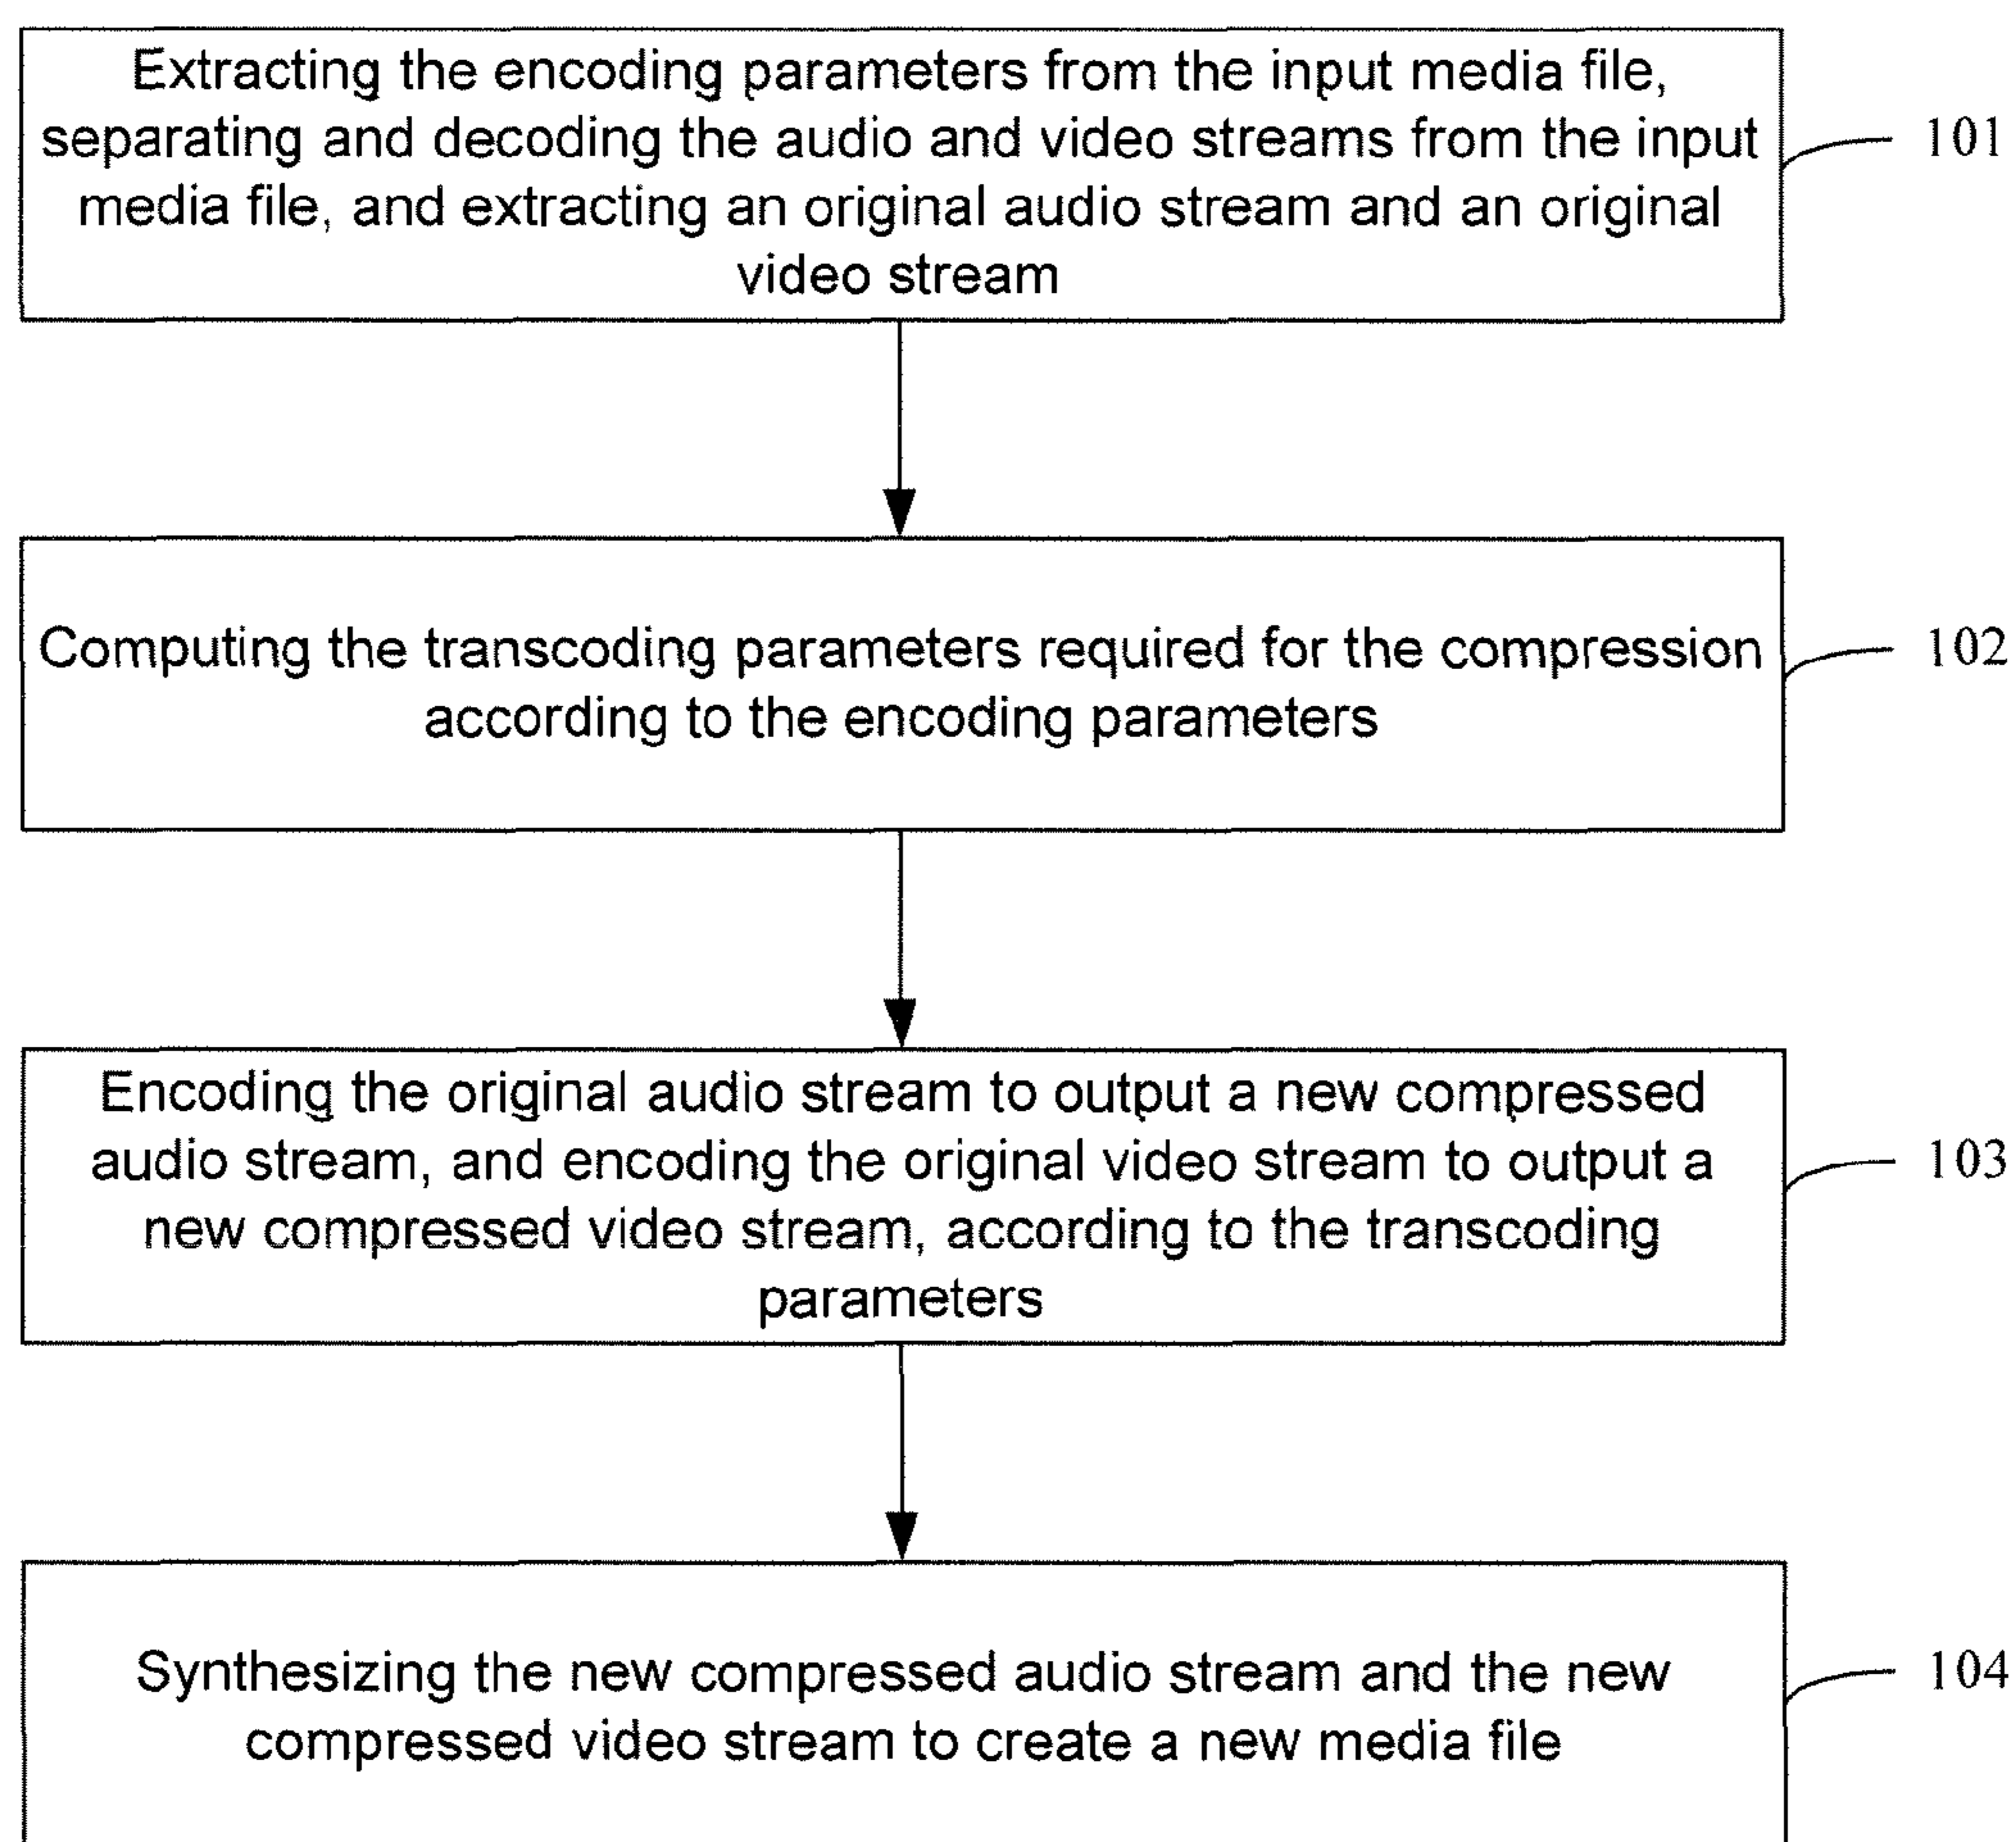 Extracting the encoding parameters from the input media file,
separating and decoding the audio and video streams from the input
media file, and extracting an original audio stream and an original
video stream
101
Computing the transcoding parameters required for the compression
according to the encoding parameters
102
Encoding the original audio stream to output a new compressed
audio stream, and encoding the original video stream to output a
new compressed video stream, according to the transcoding
parameters
103
Synthesizing the new compressed audio stream and the new
compressed video stream to create a new media file
104